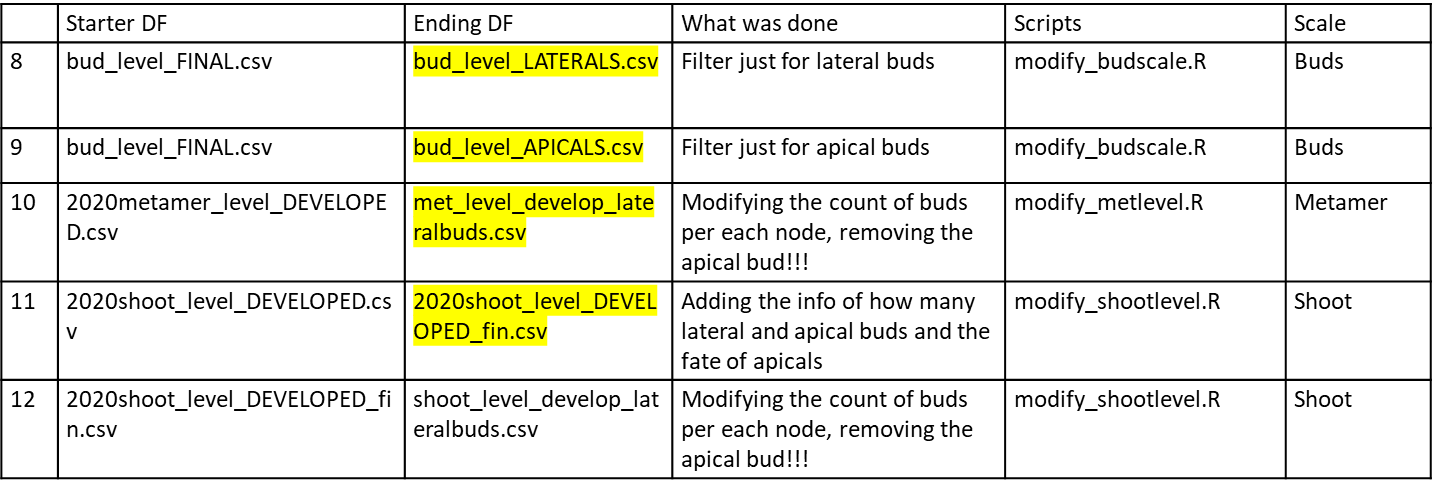 Starter DF Ending DF What was done Scripts Scale
8 bud_level_FINAL.csv bud_level_LATERALS.csv Filter just for lateral buds modify_budscale.R Buds
9 bud_level_FINAL.csv bud_level_APICALS.csv Filter just for apical buds modify_budscale.R Buds
10 2020metamer_level_DEVELOPE met_level_develop_late Modifying the count of buds modify_metlevel.R Metamer
D.csv ralbuds.csv per each node, removing the
apical bud!!!
11 2020shoot_level_DEVELOPED.cs 2020shoot_level_DEVEL Adding the info of how many modify_shootlevel.R Shoot
v OPED_fin.csv lateral and apical buds and the
fate of apicals
12 2020shoot_level_DEVELOPED_fi shoot_level_develop_lat Modifying the count of buds modify_shootlevel.R Shoot
n.csv eralbuds.csv per each node, removing the
apical bud!!!